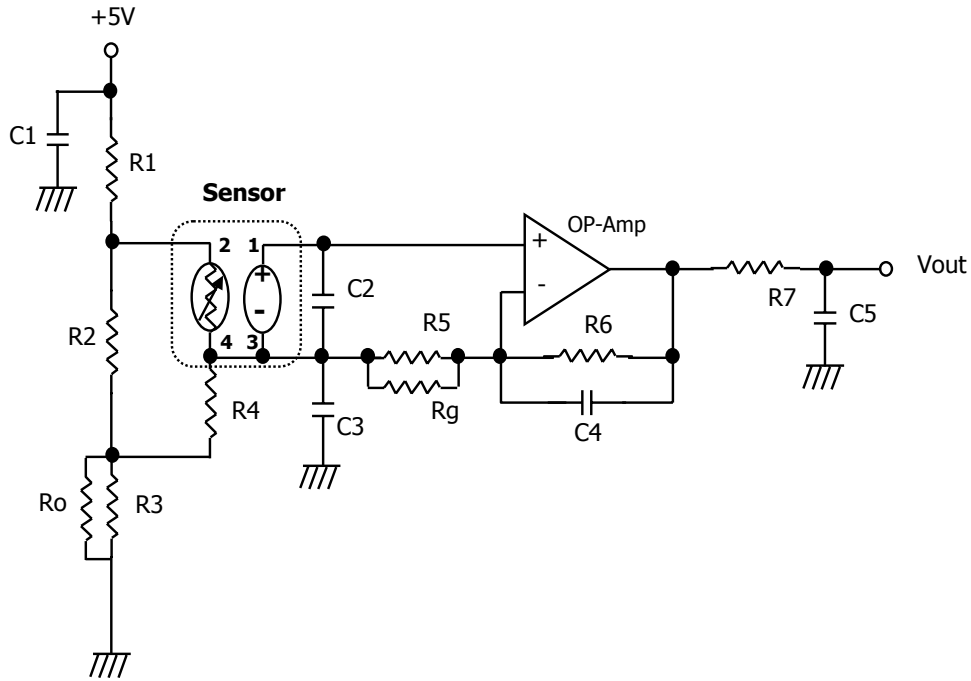 +5V
C1
R1
Sensor
2 1
+
-
4 3
R2
R4
C2
C3
R5
Rg
OP-Amp
+
-
R6
C4
R7
C5
Vout
Ro
R3